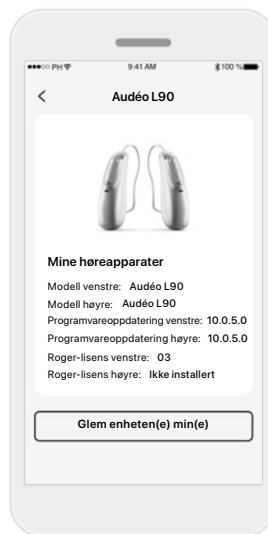 PH
9:41 AM
100 %
Audéo L90
Mine høreapparater
Modell venstre: Audéo L90
Modell høyre: Audéo L90
Programvareoppdatering venstre: 10.0.5.0
Programvareoppdatering høyre: 10.0.5.0
Roger-lisens venstre: 03
Roger-lisens høyre: Ikke installert
Glem enheten(e) min(e)